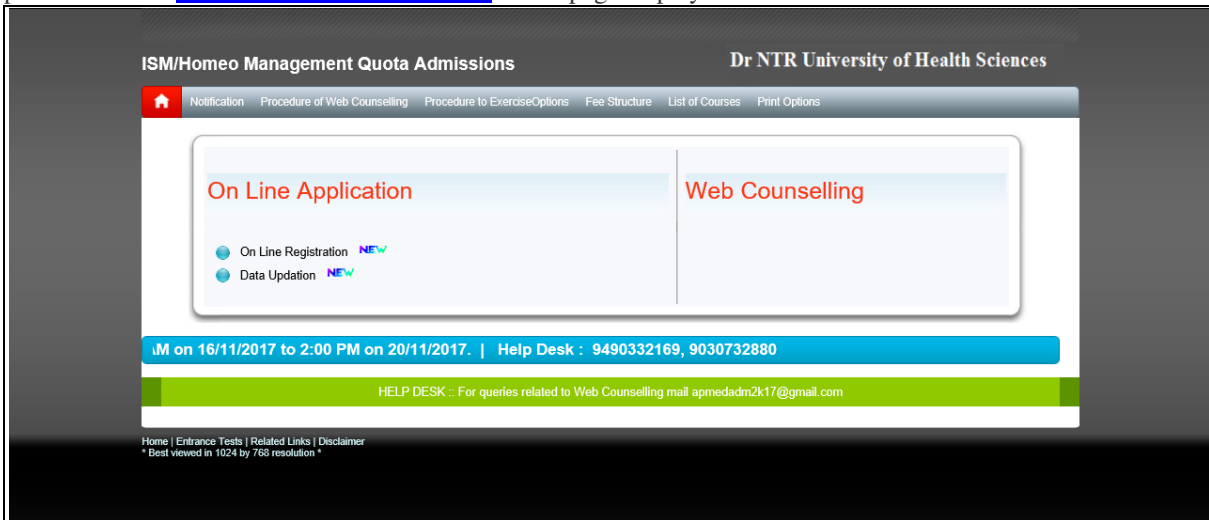 ISM/Homeo Management Quota Admissions
Dr NTR University of Health Sciences
Notification Procedure of Web Counselling Procedure to ExerciseOptions Fee Structure List of Courses Print Options
On Line Application
Web Counselling
On Line Registration NEW
Data Updation NEW
AM on 16/11/2017 to 2:00 PM on 20/11/2017. | Help Desk : 9490332169, 9030732880
HELP DESK :: For queries related to Web Counselling mail apmedadm2k17@gmail.com
Home | Entrance Tests | Related Links | Disclaimer
* Best viewed in 1024 by 768 resolution *